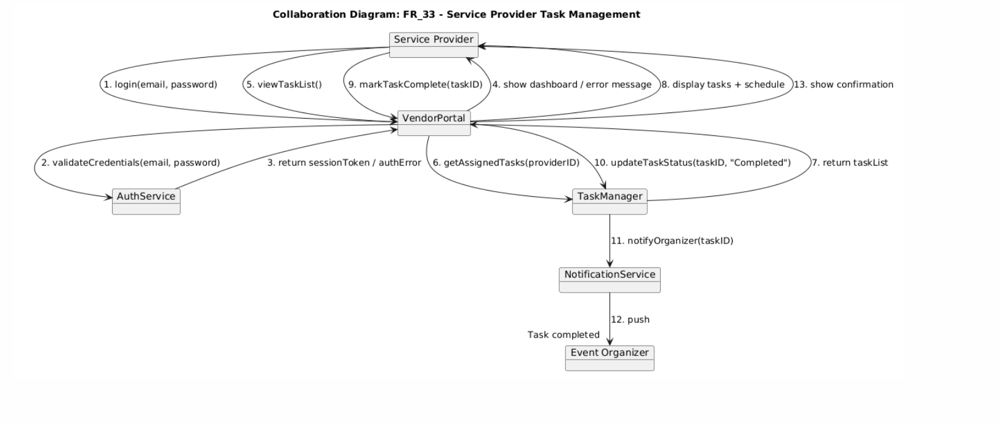 Collaboration Diagram: FR_33 - Service Provider Task Management
Service Provider
1. login(email, password)
5. viewTaskList()
9. markTaskComplete(taskID)
4. show dashboard / error message
8. display tasks + schedule
13. show confirmation
VendorPortal
2. validateCredentials(email, password)
3. return sessionToken / authError
6. getAssignedTasks(providerID)
10. updateTaskStatus(taskID, "Completed")
7. return taskList
AuthService
TaskManager
11. notifyOrganizer(taskID)
NotificationService
12. push
Task completed
Event Organizer